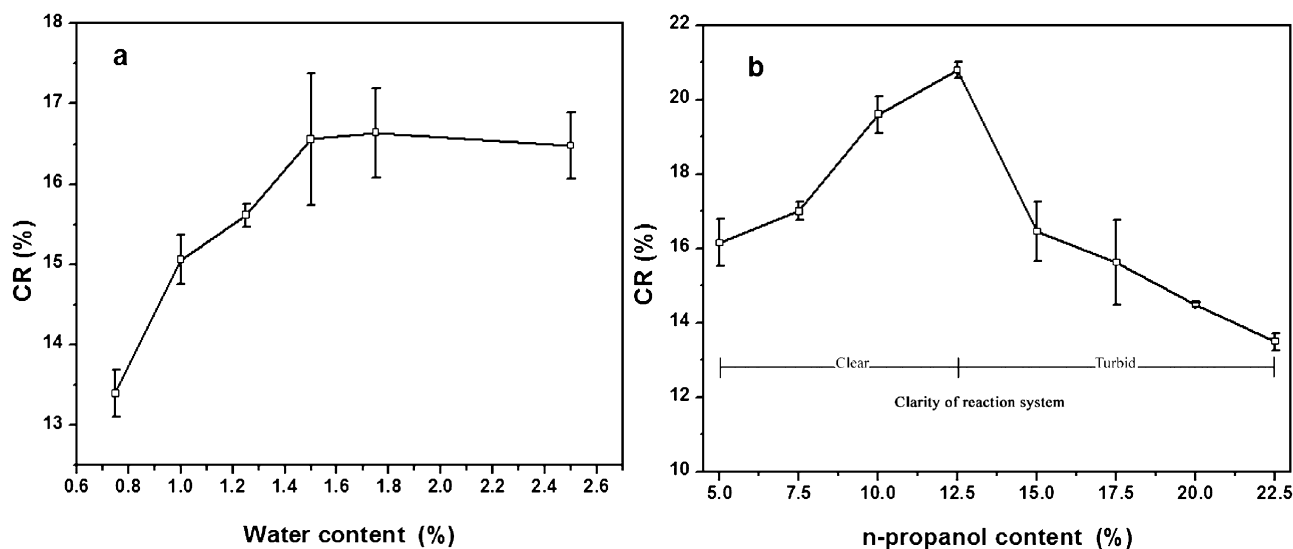 a
18
17
16
15
14
13
CR (%)
0.6 0.8 1.0 1.2 1.4 1.6 1.8 2.0 2.2 2.4 2.6
Water content (%)
b
22
20
18
16
14
12
10
CR (%)
Clear Turbid
Clarity of reaction system
5.0 7.5 10.0 12.5 15.0 17.5 20.0 22.5
n-propanol content (%)